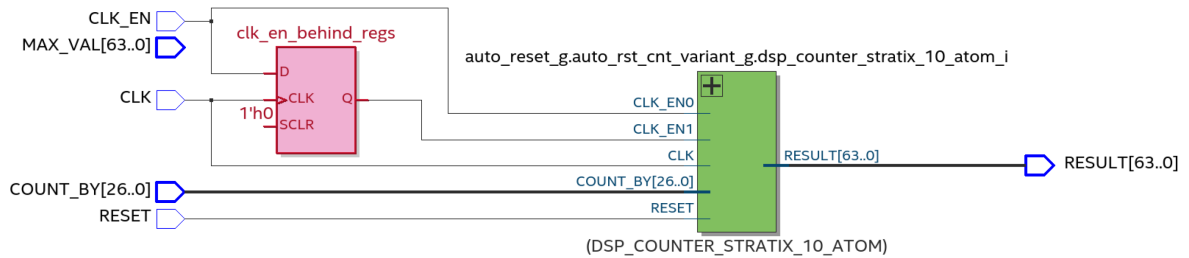 CLK_EN
clk_en_behind_regs
MAX_VAL[63..0]
auto_reset_g.auto_rst_cnt_variant_g.dsp_counter_stratix_10_atom_i
D
CLK
CLK
Q
CLK_EN0
1'h0
SCLR
CLK_EN1
CLK
RESULT[63..0]
RESULT[63..0]
COUNT_BY[26..0]
COUNT_BY[26..0]
RESET
RESET
(DSP_COUNTER_STRATIX_10_ATOM)